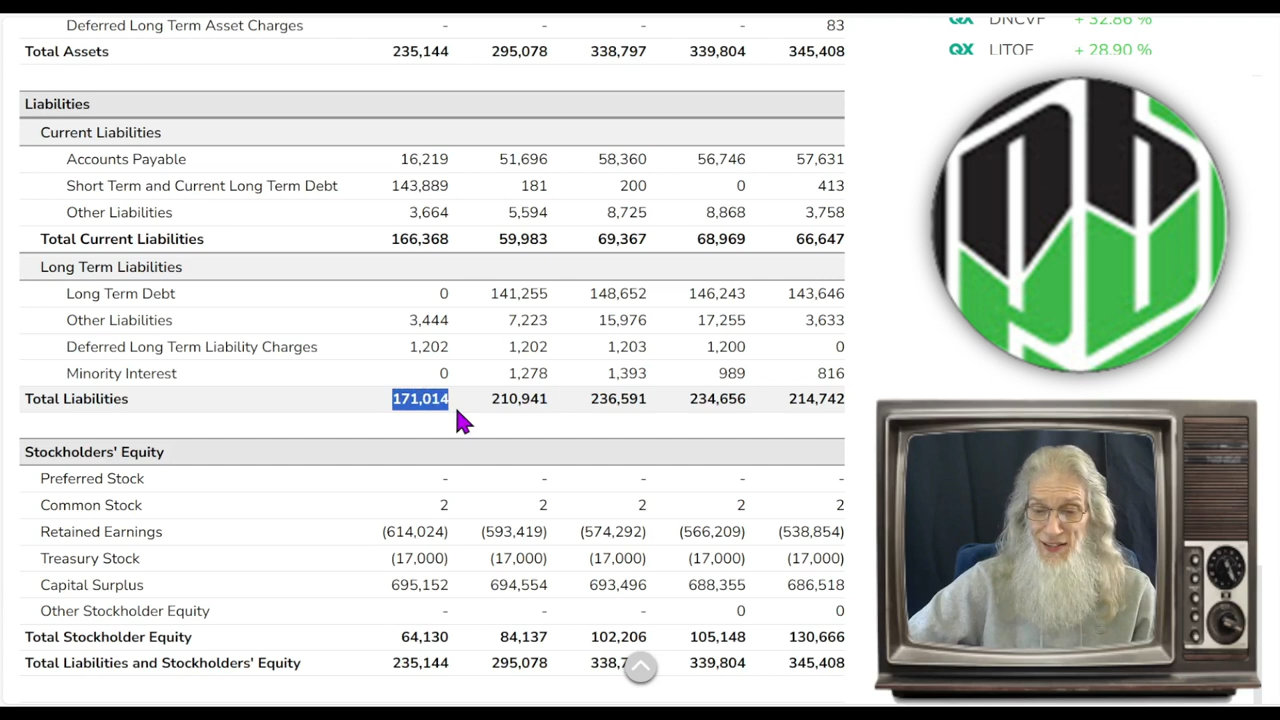 Deferred Long Term Asset Charges - - - - 83
Total Assets 235,144 295,078 338,797 339,804 345,408
Liabilities
Current Liabilities
Accounts Payable 16,219 51,696 58,360 56,746 57,631
Short Term and Current Long Term Debt 143,889 181 200 0 413
Other Liabilities 3,664 5,594 8,725 8,868 3,758
Total Current Liabilities 166,368 59,983 69,367 68,969 66,647
Long Term Liabilities
Long Term Debt 0 141,255 148,652 146,243 143,646
Other Liabilities 3,444 7,223 15,976 17,255 3,633
Deferred Long Term Liability Charges 1,202 1,202 1,203 1,200 0
Minority Interest 0 1,278 1,393 989 816
Total Liabilities 171,014 210,941 236,591 234,656 214,742
Stockholders' Equity
Preferred Stock - - - - -
Common Stock 2 2 2 2 2
Retained Earnings (614,024) (593,419) (574,292) (566,209) (538,854)
Treasury Stock (17,000) (17,000) (17,000) (17,000) (17,000)
Capital Surplus 695,152 694,554 693,496 688,355 686,518
Other Stockholder Equity - - - 0 0
Total Stockholder Equity 64,130 84,137 102,206 105,148 130,666
Total Liabilities and Stockholders' Equity 235,144 295,078 338,7 339,804 345,408
QX DNCVF + 32.86 %
QX LITOF + 28.90 %